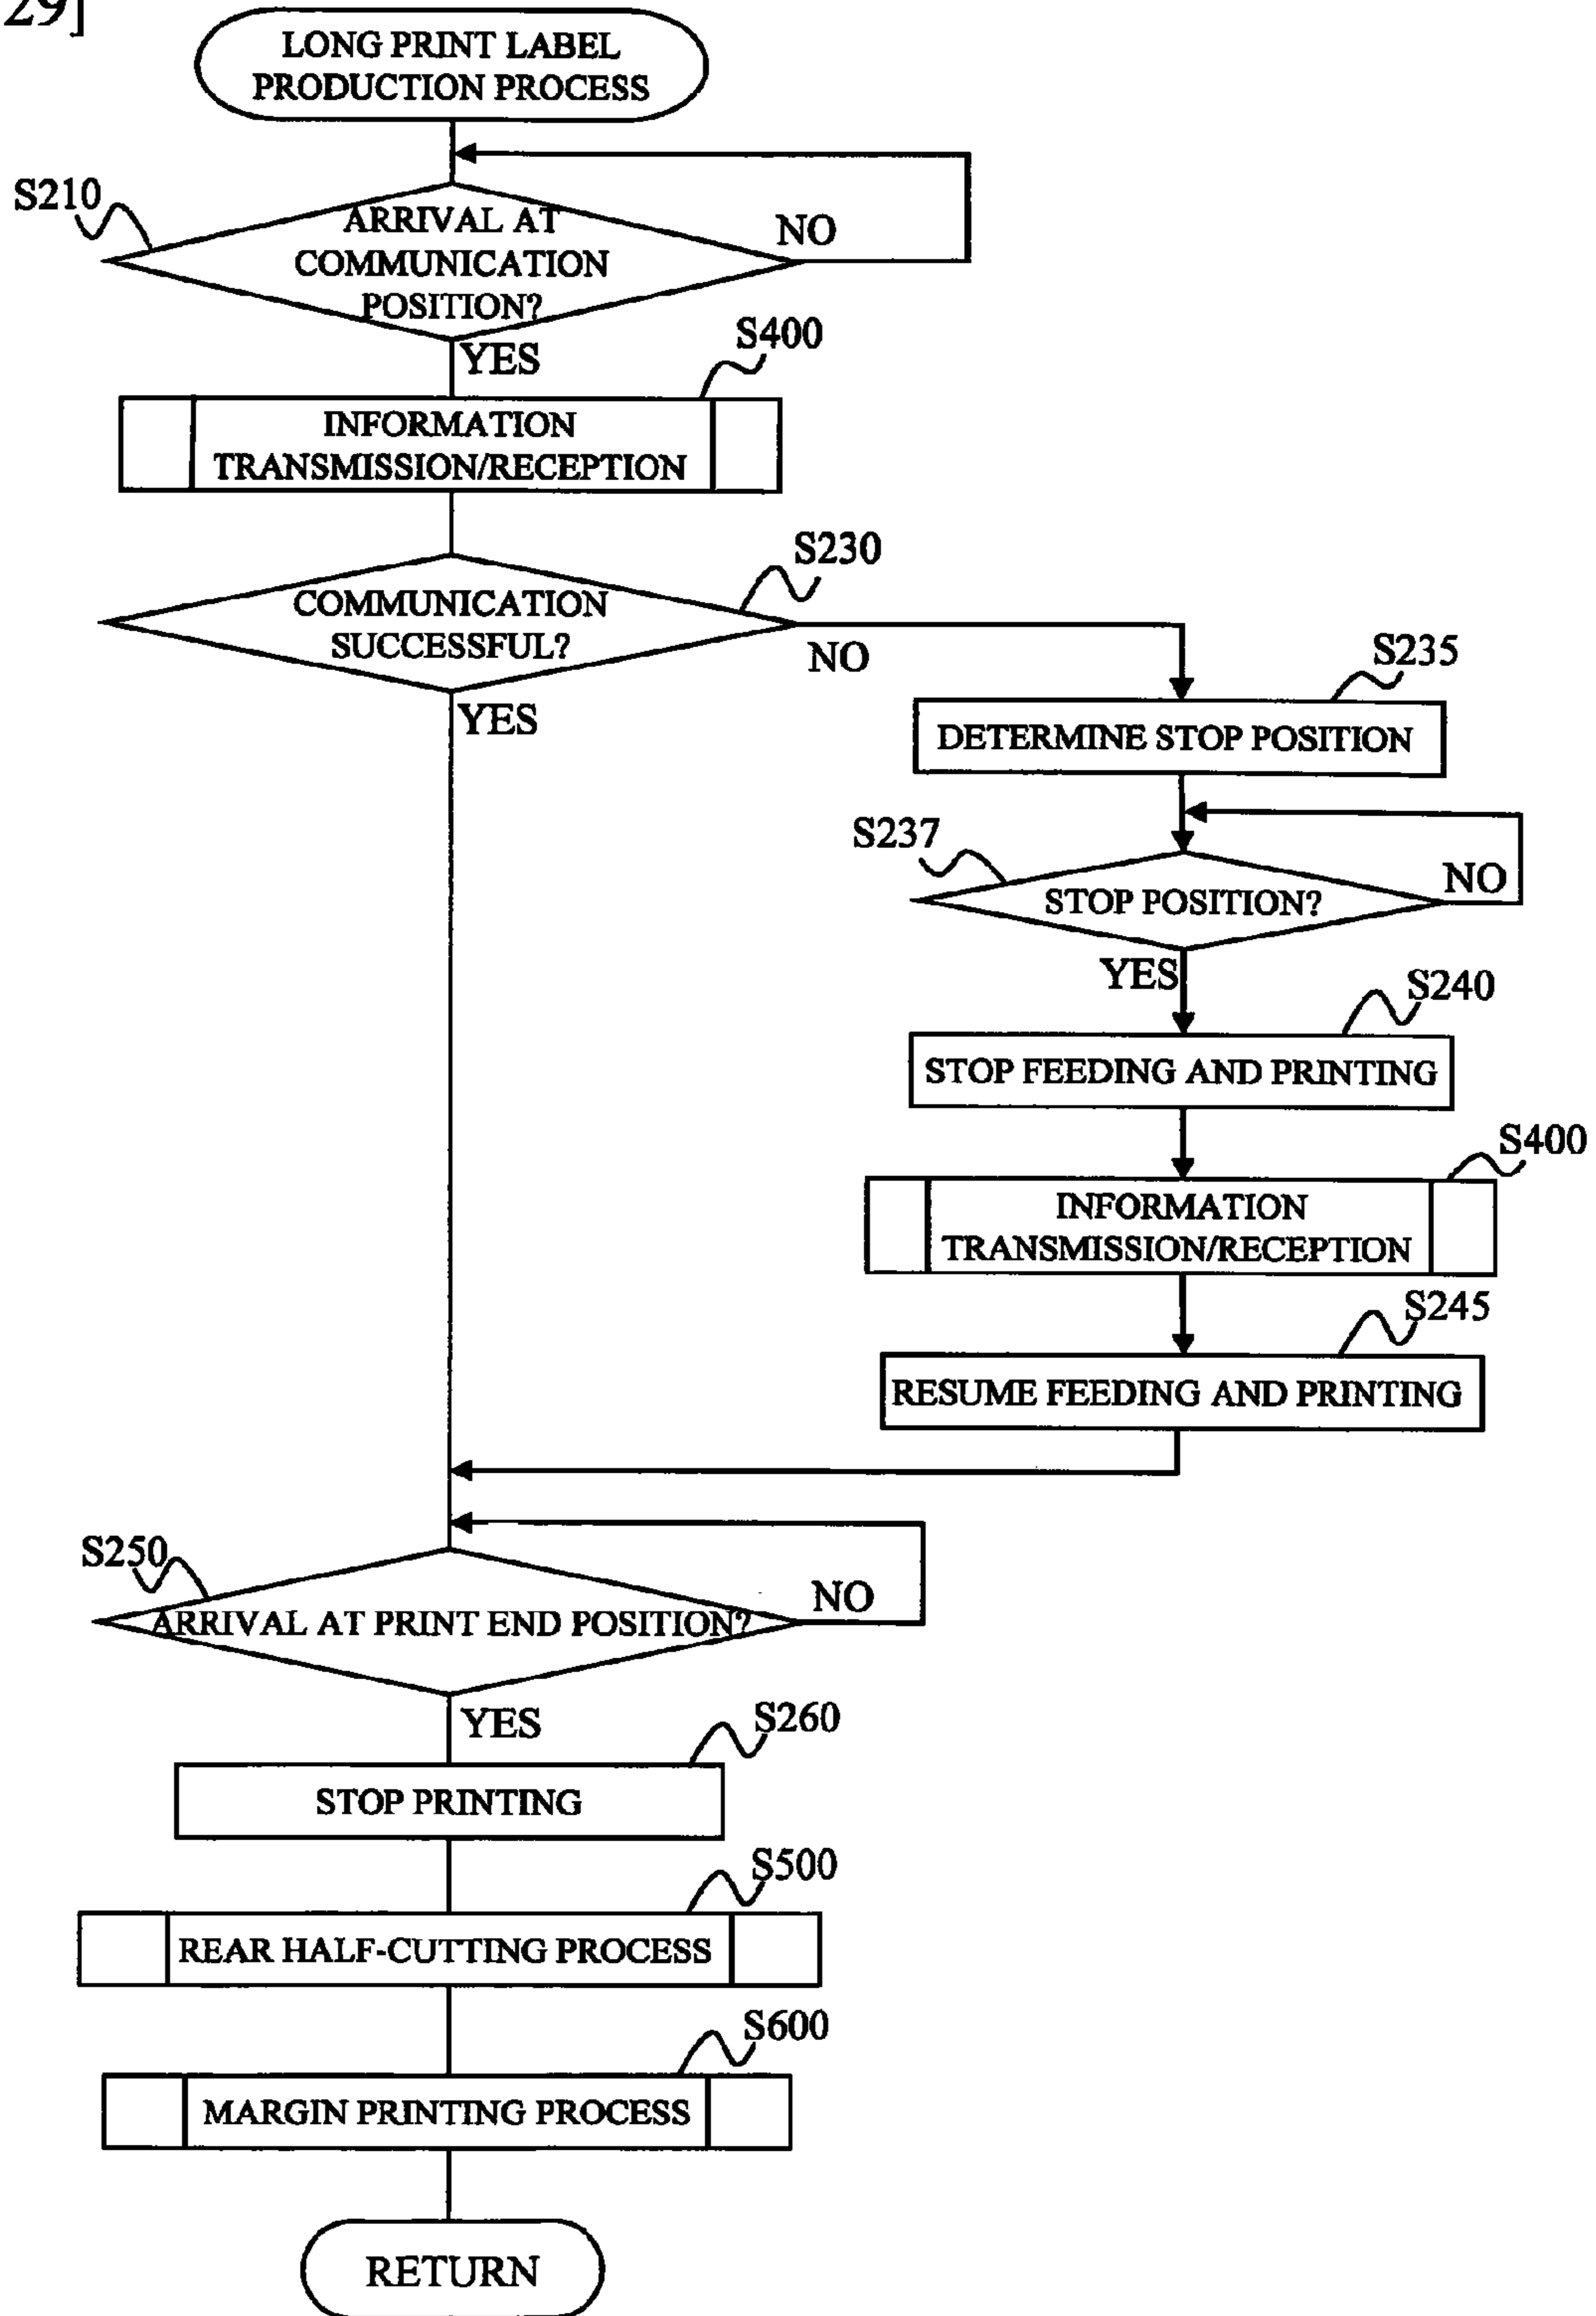 29]
LONG PRINT LABEL
PRODUCTION PROCESS
S210
ARRIVAL AT
COMMUNICATION
POSITION?
NO
YES
S400
INFORMATION
TRANSMISSION/RECEPTION
S230
COMMUNICATION
SUCCESSFUL?
NO
YES
S235
DETERMINE STOP POSITION
S237
STOP POSITION?
NO
YES
S240
STOP FEEDING AND PRINTING
S400
INFORMATION
TRANSMISSION/RECEPTION
S245
RESUME FEEDING AND PRINTING
S250
ARRIVAL AT PRINT END POSITION?
NO
YES
S260
STOP PRINTING
S500
REAR HALF-CUTTING PROCESS
S600
MARGIN PRINTING PROCESS
RETURN